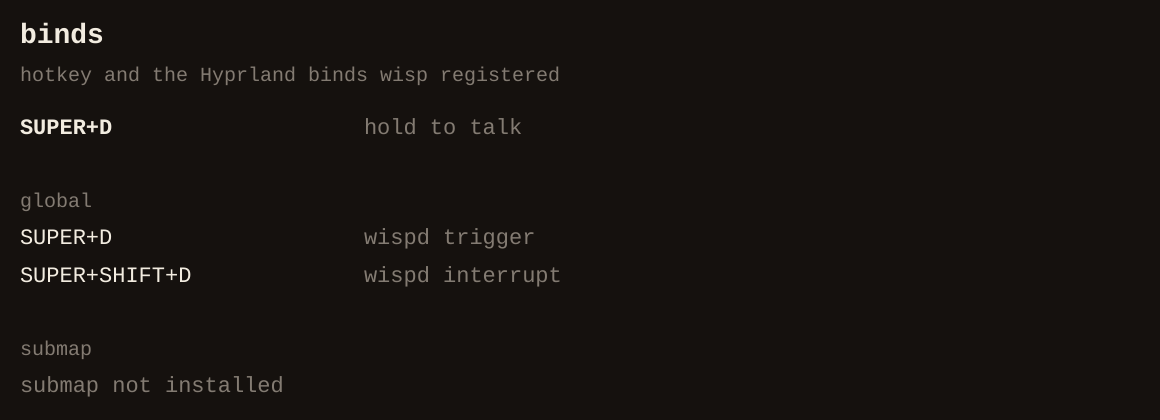 binds
hotkey and the Hyprland binds wisp registered
SUPER+D hold to talk
global
SUPER+D wispd trigger
SUPER+SHIFT+D wispd interrupt
submap
submap not installed